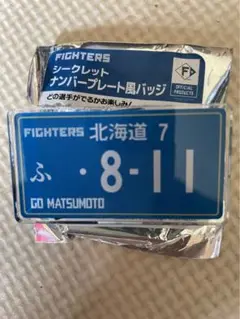 FIGHTERS
シークレット
ナンバープレート風バッジ
どの選手がでるかお楽しみ!
F
OFFICIAL
PRODUCTS
FIGHTERS 北海道 7
ふ ・8-11
GO MATSUMOTO